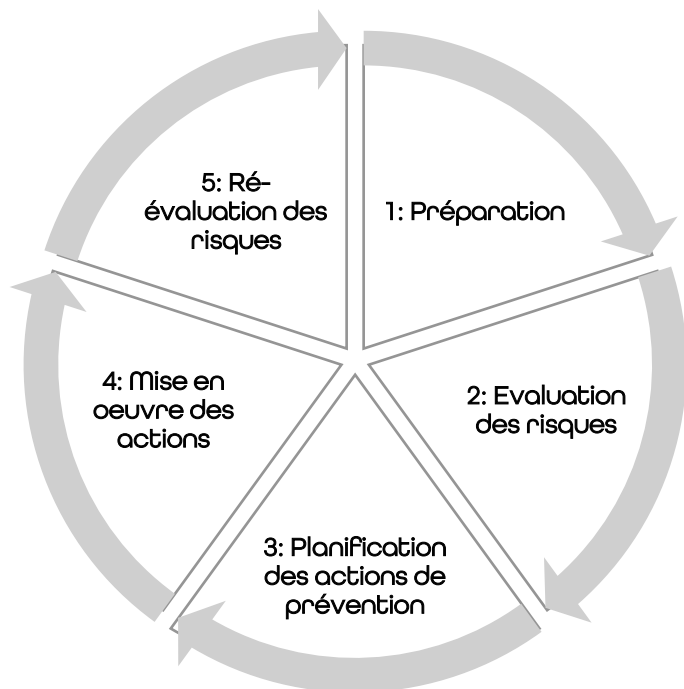 1: Préparation
2: Evaluation
des risques
3: Planification
des actions de
prévention
4: Mise en
oeuvre des
actions
5: Ré-
évaluation des
risques